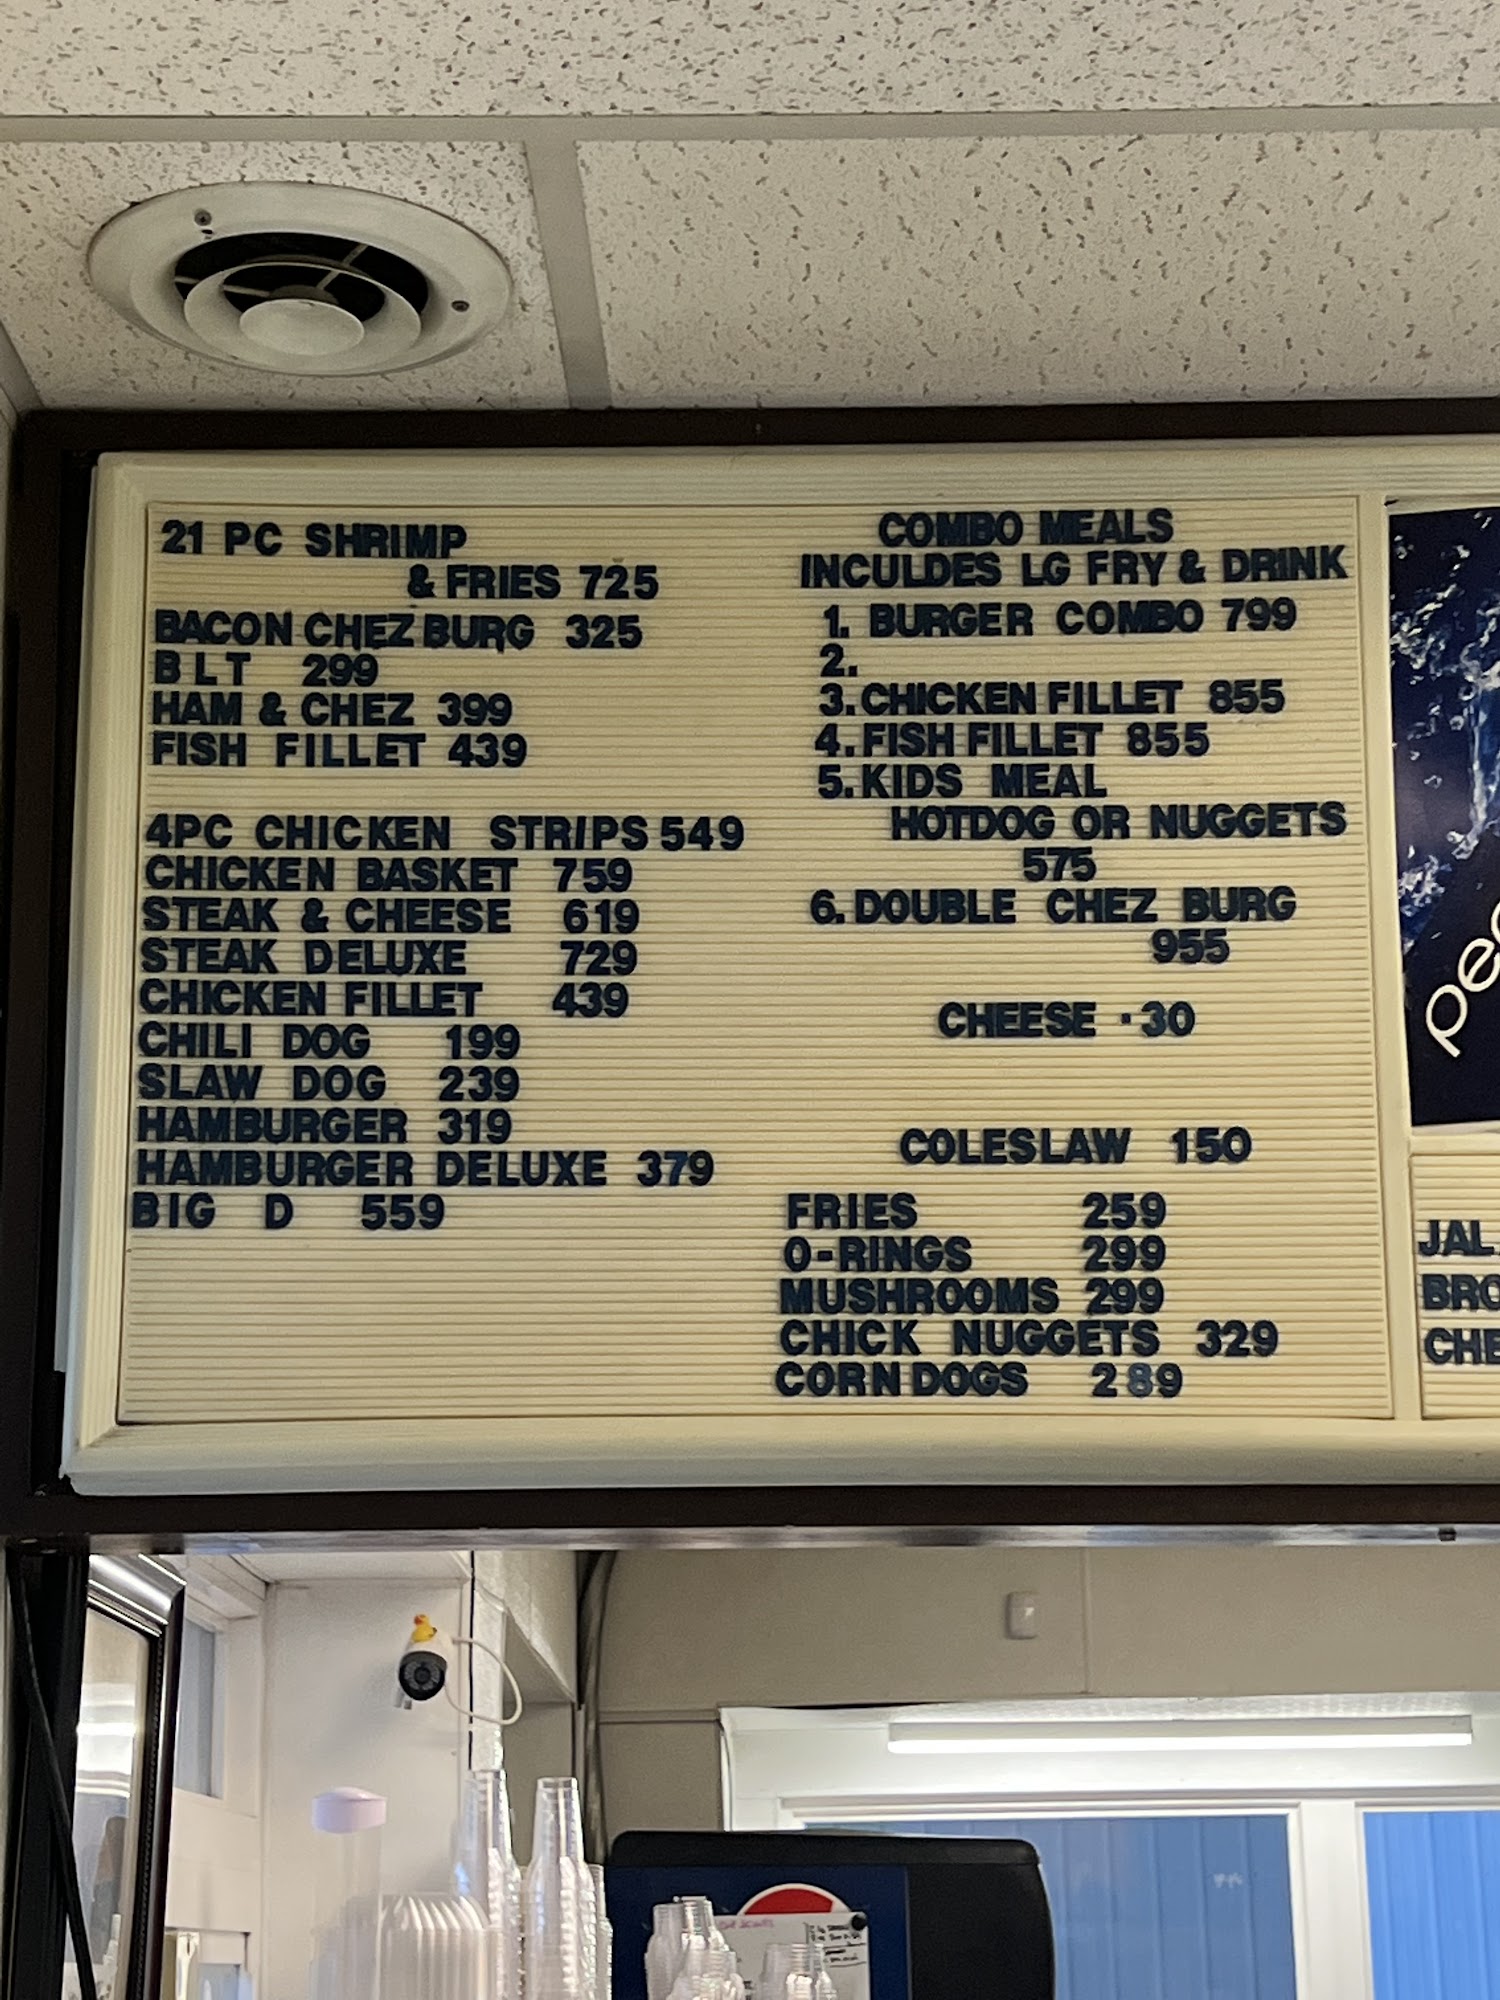 21 PC SHRIMP
& FRIES 725
BACON CHEZ BURG 325
B L T 299
HAM & CHEZ 399
FISH FILLET 439
4PC CHICKEN STRIPS 549
CHICKEN BASKET 759
STEAK & CHEESE 619
STEAK DELUXE 729
CHICKEN FILLET 439
CHILI DOG 199
SLAW DOG 239
HAMBURGER 319
HAMBURGER DELUXE 379
BIG D 559
COMBO MEALS
INCULDES LG FRY & DRINK
1. BURGER COMBO 799
2.
3. CHICKEN FILLET 855
4. FISH FILLET 855
5. KIDS MEAL
HOTDOG OR NUGGETS
575
6. DOUBLE CHEZ BURG
955
CHEESE .30
COLESLAW 150
FRIES 259
O-RINGS 299
MUSHROOMS 299
CHICK NUGGETS 329
CORN DOGS 289
JAL
BRO
CHE